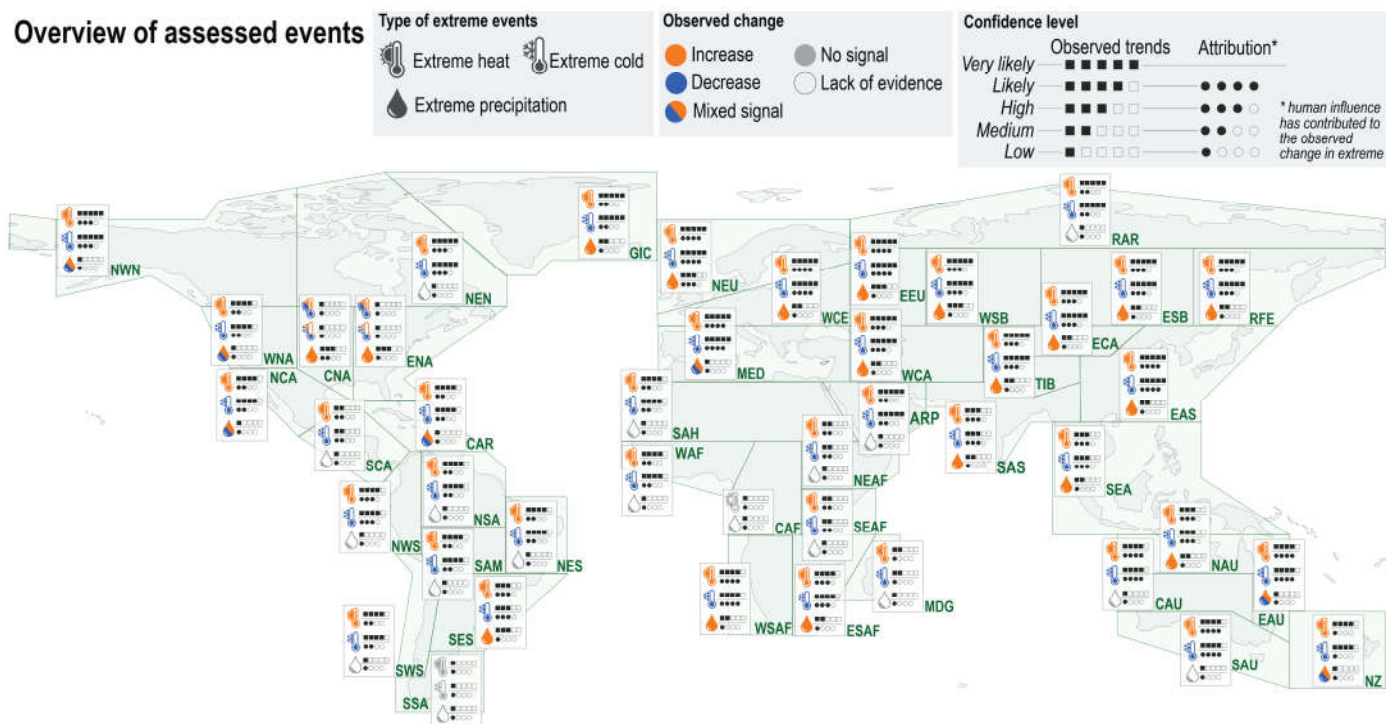 Overview of assessed events
Type of extreme events
Extreme heat
Extreme cold
Extreme precipitation
Observed change
Increase
No signal
Decrease
Lack of evidence
Mixed signal
Confidence level
Observed trends
Attribution*
Very likely
Likely
High
Medium
Low
* human influence
has contributed to
the observed
change in extreme
NWN
NEN
GIC
NEU
WCE
EEU
WSB
RAR
ESB
RFE
ECA
WNA
CNA
ENA
NCA
MED
WCA
TIB
EAS
SCA
CAR
SAH
ARP
SAS
WAF
NEAF
SEA
NWS
NSA
CAF
SEAF
NES
SAM
NAU
SES
WSAF
ESAF
MDG
CAU
EAU
SWS
SSA
SAU
NZ